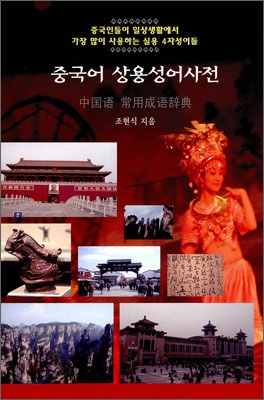 중국인들이 일상생활에서
가장 많이 사용하는 실용 4자성어들
중국어 상용성어사전
中国语 常用成语辞典
조현식 지음